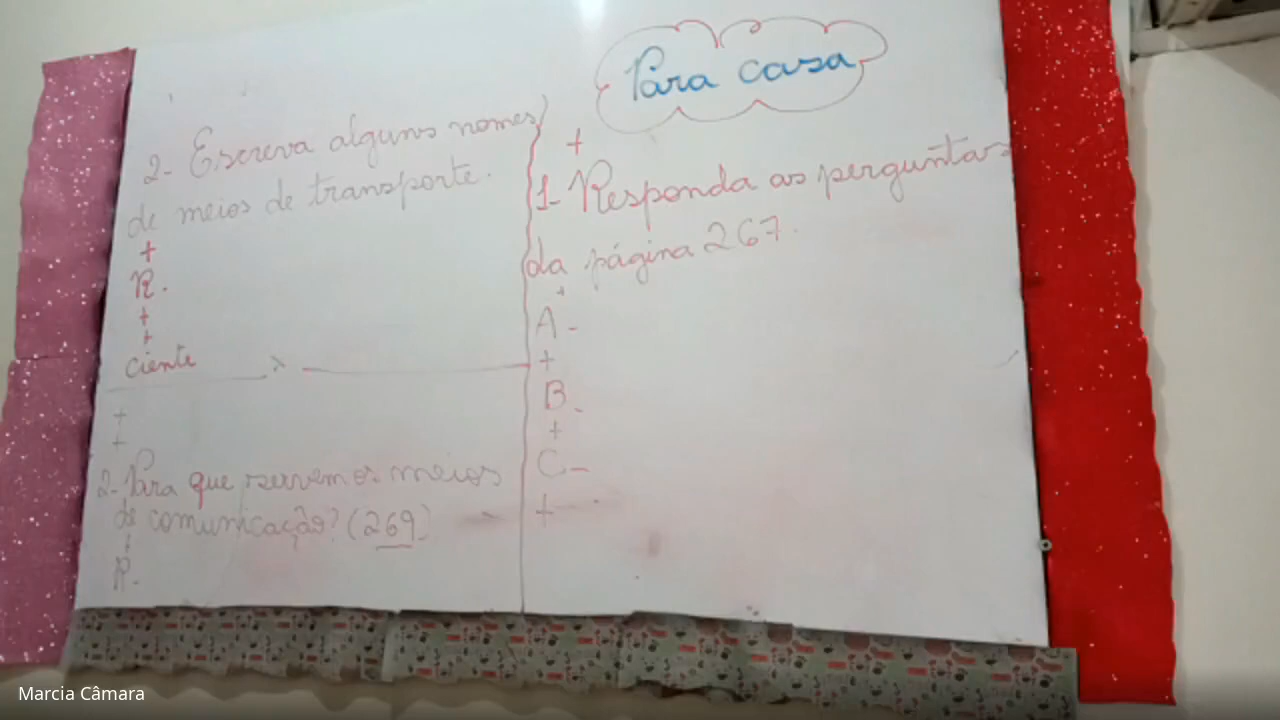 Para casa
2- Escreva alguns nomes
de meios de transporte.
+
R.
+
+
ciente x
+
+
2- Para que servem os meios
de comunicação? (269)
+
R.
+
1- Responda as perguntas
da página 267.
+
A-
+
B-
+
C-
+
Marcia Câmara